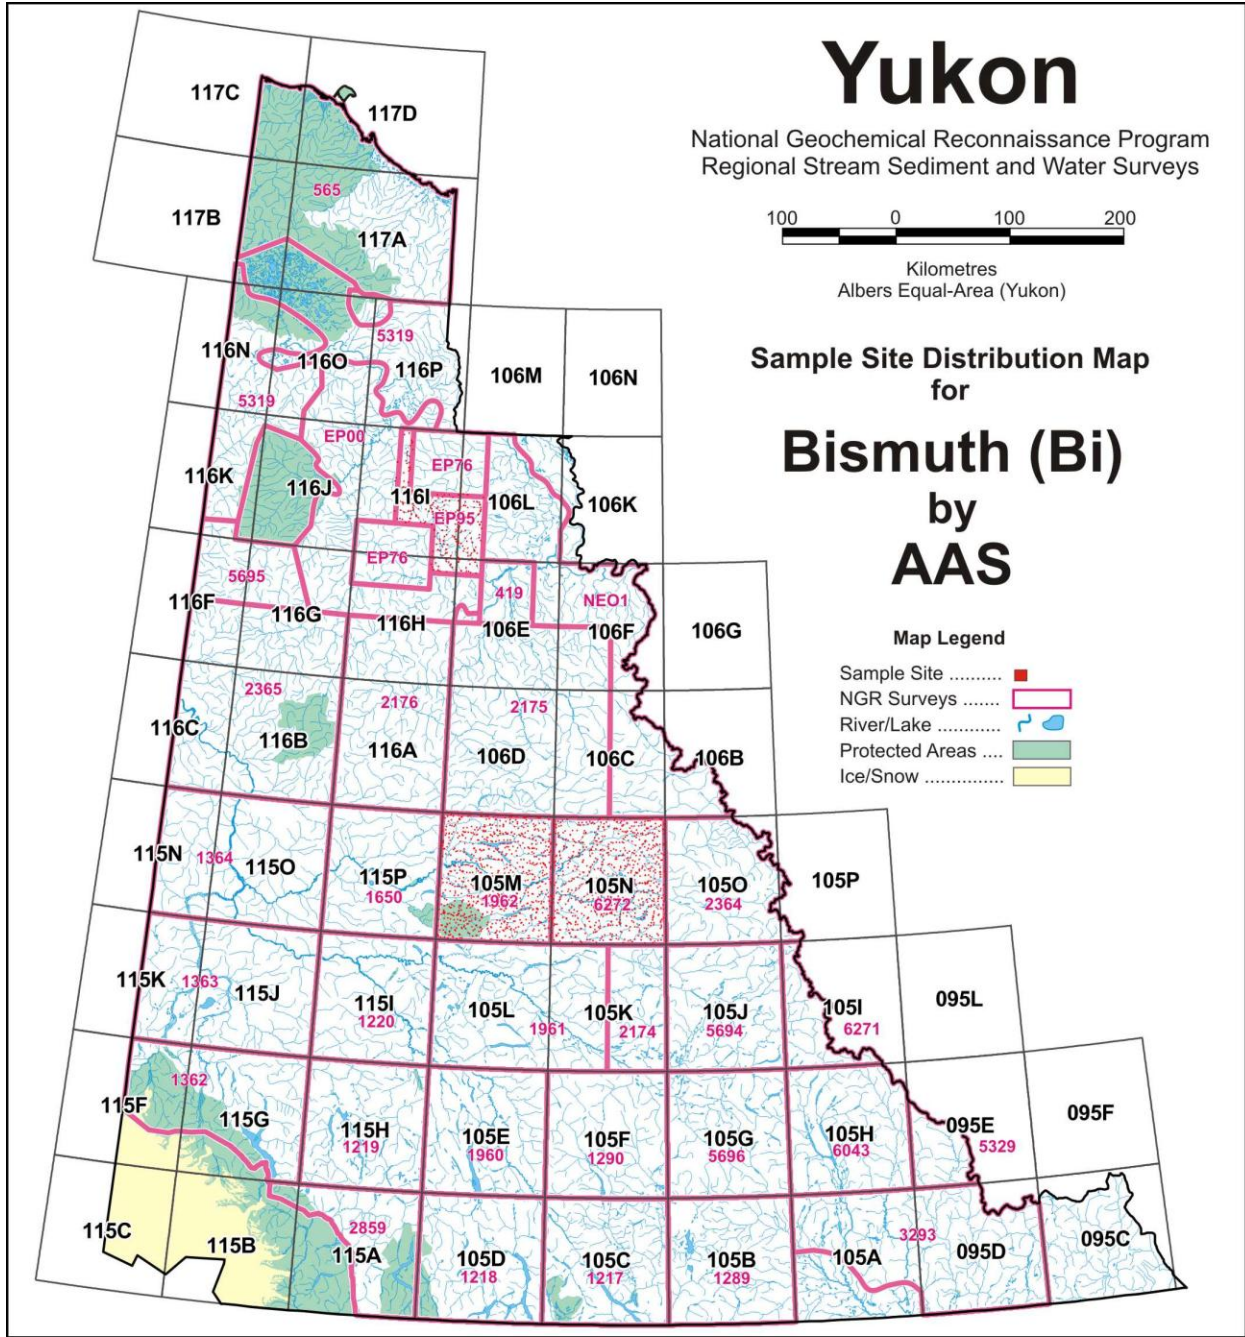 Yukon
National Geochemical Reconnaissance Program
Regional Stream Sediment and Water Surveys
100 0 100 200
Kilometres
Albers Equal-Area (Yukon)
Sample Site Distribution Map
for
Bismuth (Bi)
by
AAS
Map Legend
Sample Site ..........
NGR Surveys .......
River/Lake ............
Protected Areas ....
Ice/Snow ...............
117C
117D
565
117B
117A
5319
116N
116O
116P
106M
106N
5319
EP00
EP76
116K
116J
116I
106L
106K
EP95
EP76
5695
419
NEO1
116F
116G
116H
106E
106F
106G
2365
2176
2175
116C
116B
116A
106D
106C
106B
115N
1364
115O
115P
1650
105M
1962
105N
6272
105O
2364
105P
115K
1363
115J
115I
1220
105L
1961
105K
2174
105J
5694
105I
6271
095L
1362
115F
115G
115H
1219
105E
1960
105F
1290
105G
5696
105H
6043
095E
5329
095F
115C
115B
2859
115A
105D
1218
105C
1217
105B
1289
105A
3293
095D
095C